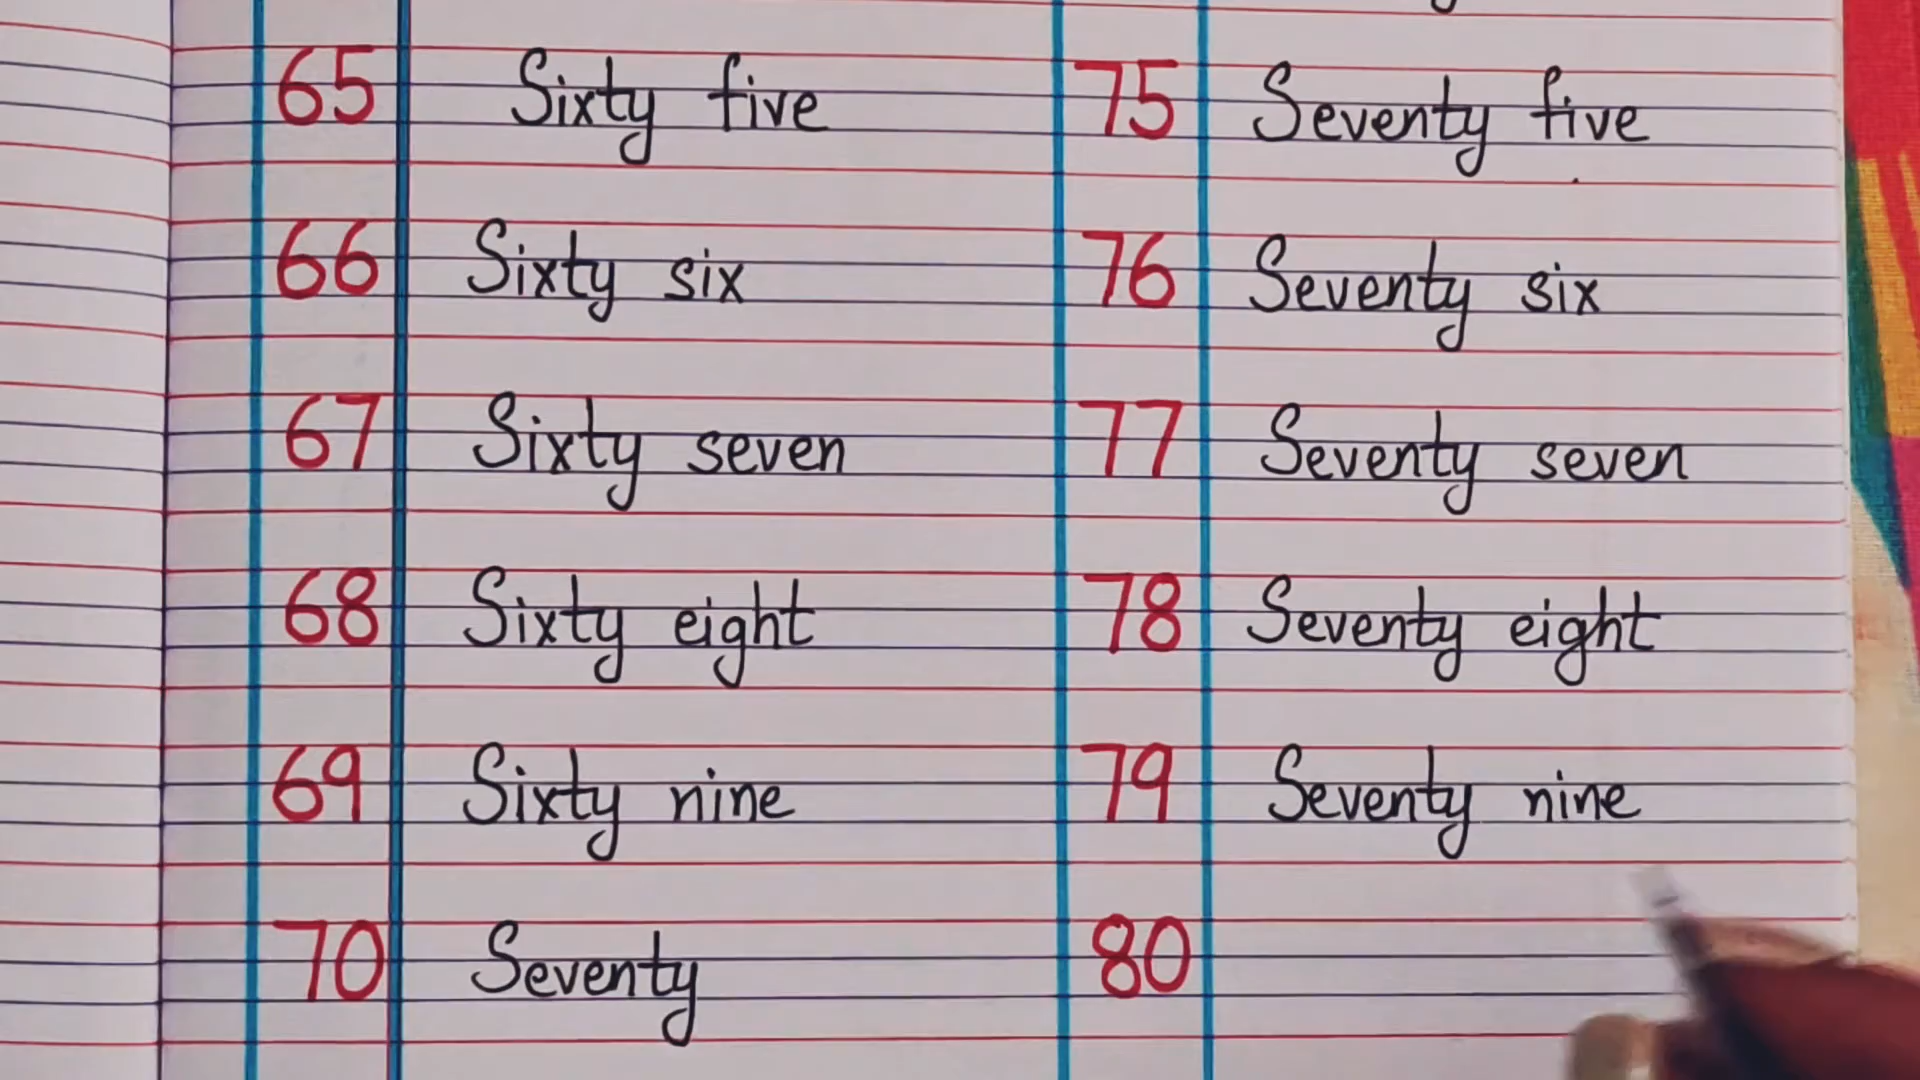 65 Sixty five 75 Seventy five
66 Sixty six 76 Seventy six
67 Sixty seven 77 Seventy seven
68 Sixty eight 78 Seventy eight
69 Sixty nine 79 Seventy nine
70 Seventy 80